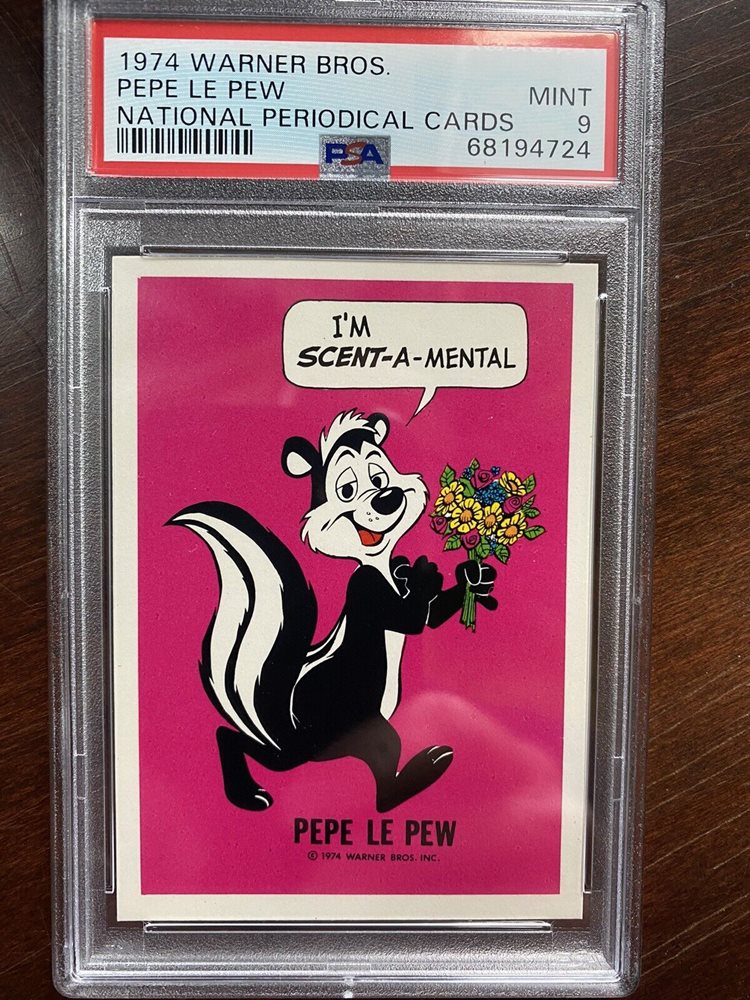 1974 WARNER BROS.
PEPE LE PEW MINT
NATIONAL PERIODICAL CARDS 9
PSA 68194724
I'M
SCENT-A-MENTAL
PEPE LE PEW
© 1974 WARNER BROS. INC.